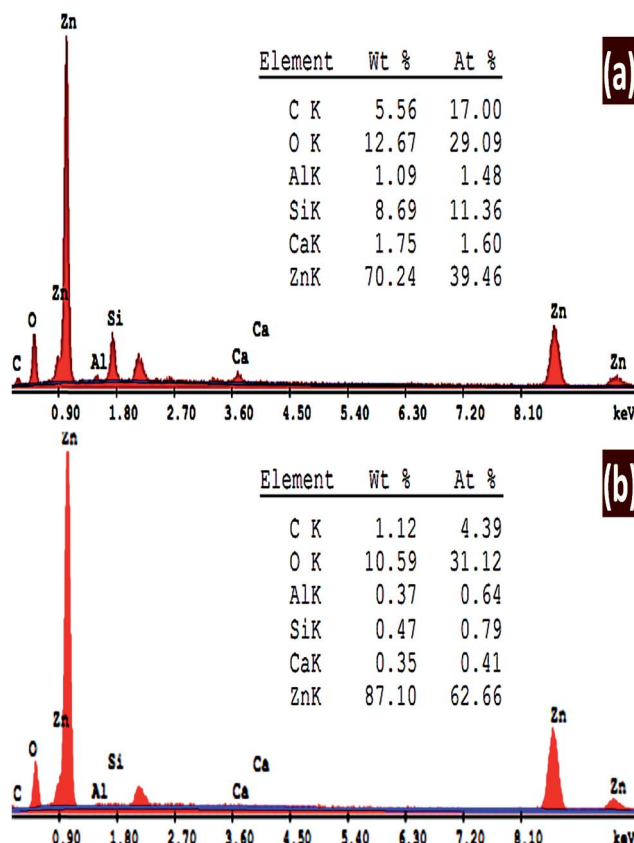 Zn
(a)
Element Wt % At %
C K 5.56 17.00
O K 12.67 29.09
AlK 1.09 1.48
SiK 8.69 11.36
CaK 1.75 1.60
ZnK 70.24 39.46
O Zn Si Ca Zn
C Al Ca Zn
0.90 1.80 2.70 3.60 4.50 5.40 6.30 7.20 8.10 keV
Zn
(b)
Element Wt % At %
C K 1.12 4.39
O K 10.59 31.12
AlK 0.37 0.64
SiK 0.47 0.79
CaK 0.35 0.41
ZnK 87.10 62.66
Zn Zn
O Si Ca
C Al Ca Zn
0.90 1.80 2.70 3.60 4.50 5.40 6.30 7.20 8.10 keV